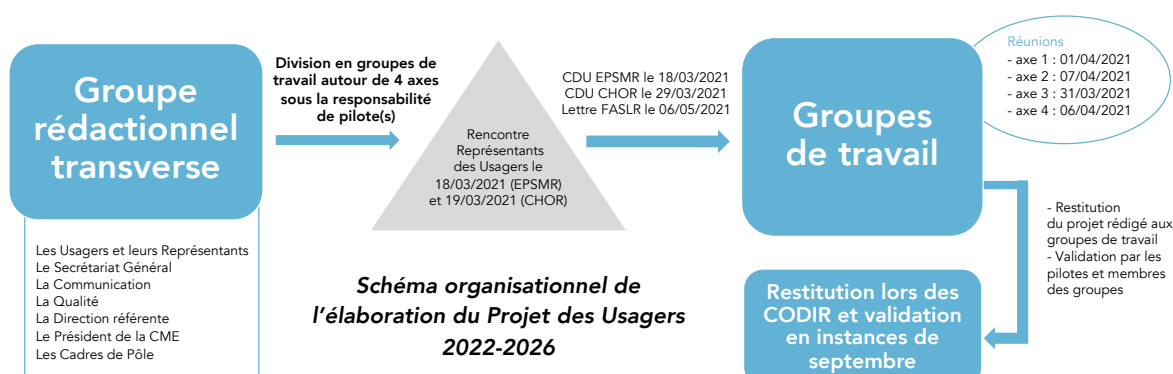 Groupe
rédactionnel
transverse
Les Usagers et leurs Représentants
Le Secrétariat Général
La Communication
La Qualité
La Direction référente
Le Président de la CME
Les Cadres de Pôle
Division en groupes de
travail autour de 4 axes
sous la responsabilité
de pilote(s)
Rencontre
Représentants
des Usagers le
18/03/2021 (EPSMR)
et 19/03/2021 (CHOR)
CDU EPSMR le 18/03/2021
CDU CHOR le 29/03/2021
Lettre FASLR le 06/05/2021
Groupes
de travail
Réunions
- axe 1 : 01/04/2021
- axe 2 : 07/04/2021
- axe 3 : 31/03/2021
- axe 4 : 06/04/2021
- Restitution
du projet rédigé aux
groupes de travail
- Validation par les
pilotes et membres
des groupes
Restitution lors des
CODIR et validation
en instances de
septembre
Schéma organisationnel de
l'élaboration du Projet des Usagers
2022-2026